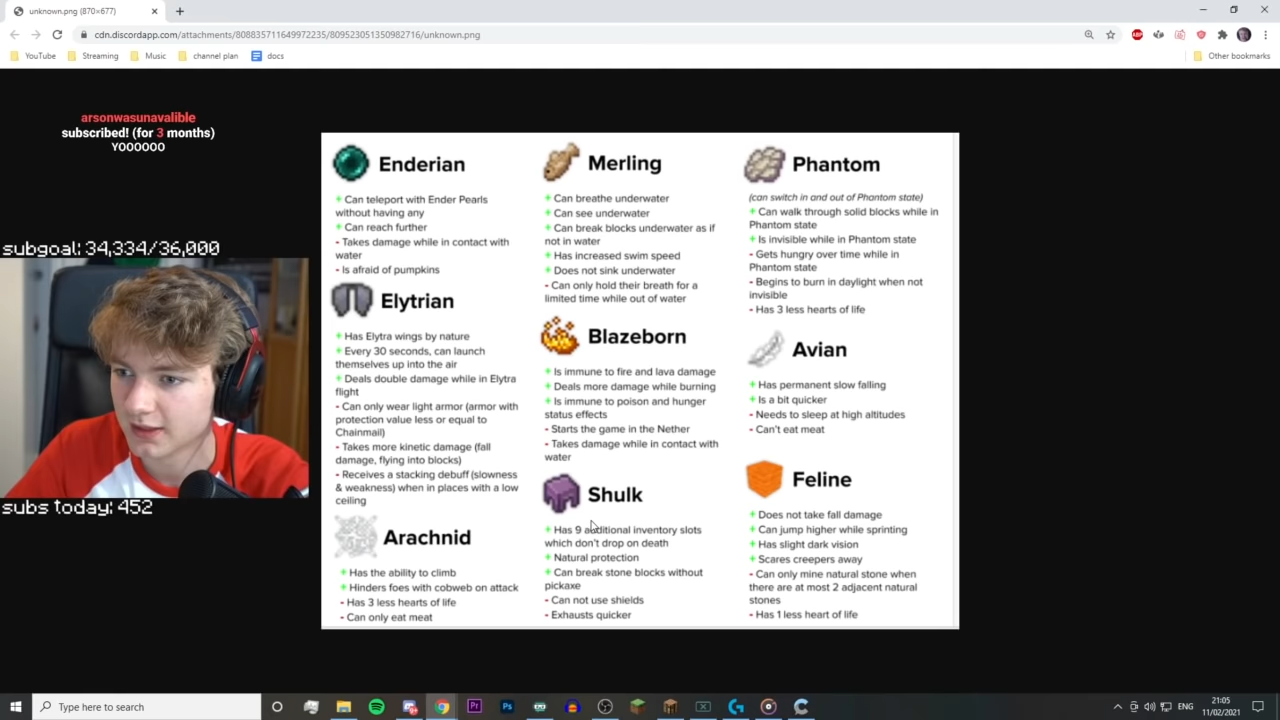 unknown.png (870×677)
cdn.discordapp.com/attachments/808835711649972235/809523051350982716/unknown.png
YouTube
Streaming
Music
channel plan
docs
Other bookmarks
arsonwasunavalible
subscribed! (for 3 months)
YOOOOOO
subgoal: 34,334/36,000
subs today: 452
Enderian
+ Can teleport with Ender Pearls
without having any
+ Can reach further
- Takes damage while in contact with
water
- Is afraid of pumpkins
Elytrian
+ Has Elytra wings by nature
+ Every 30 seconds, can launch
themselves up into the air
+ Deals double damage while in Elytra
flight
- Can only wear light armor (armor with
protection value less or equal to
Chainmail)
- Takes more kinetic damage (fall
damage, flying into blocks)
- Receives a stacking debuff (slowness
& weakness) when in places with a low
ceiling
Arachnid
+ Has the ability to climb
+ Hinders foes with cobweb on attack
- Has 3 less hearts of life
- Can only eat meat
Merling
+ Can breathe underwater
+ Can see underwater
+ Can break blocks underwater as if
not in water
+ Has increased swim speed
+ Does not sink underwater
- Can only hold their breath for a
limited time while out of water
Blazeborn
+ Is immune to fire and lava damage
+ Deals more damage while burning
+ Is immune to poison and hunger
status effects
- Starts the game in the Nether
- Takes damage while in contact with
water
Shulk
+ Has 9 additional inventory slots
which don't drop on death
+ Natural protection
+ Can break stone blocks without
pickaxe
- Can not use shields
- Exhausts quicker
Phantom
(can switch in and out of Phantom state)
+ Can walk through solid blocks while in
Phantom state
+ Is invisible while in Phantom state
- Gets hungry over time while in
Phantom state
- Begins to burn in daylight when not
invisible
- Has 3 less hearts of life
Avian
+ Has permanent slow falling
+ Is a bit quicker
- Needs to sleep at high altitudes
- Can't eat meat
Feline
+ Does not take fall damage
+ Can jump higher while sprinting
+ Has slight dark vision
+ Scares creepers away
- Can only mine natural stone when
there are at most 2 adjacent natural
stones
- Has 1 less heart of life
Type here to search
ENG
21:05
11/02/2021